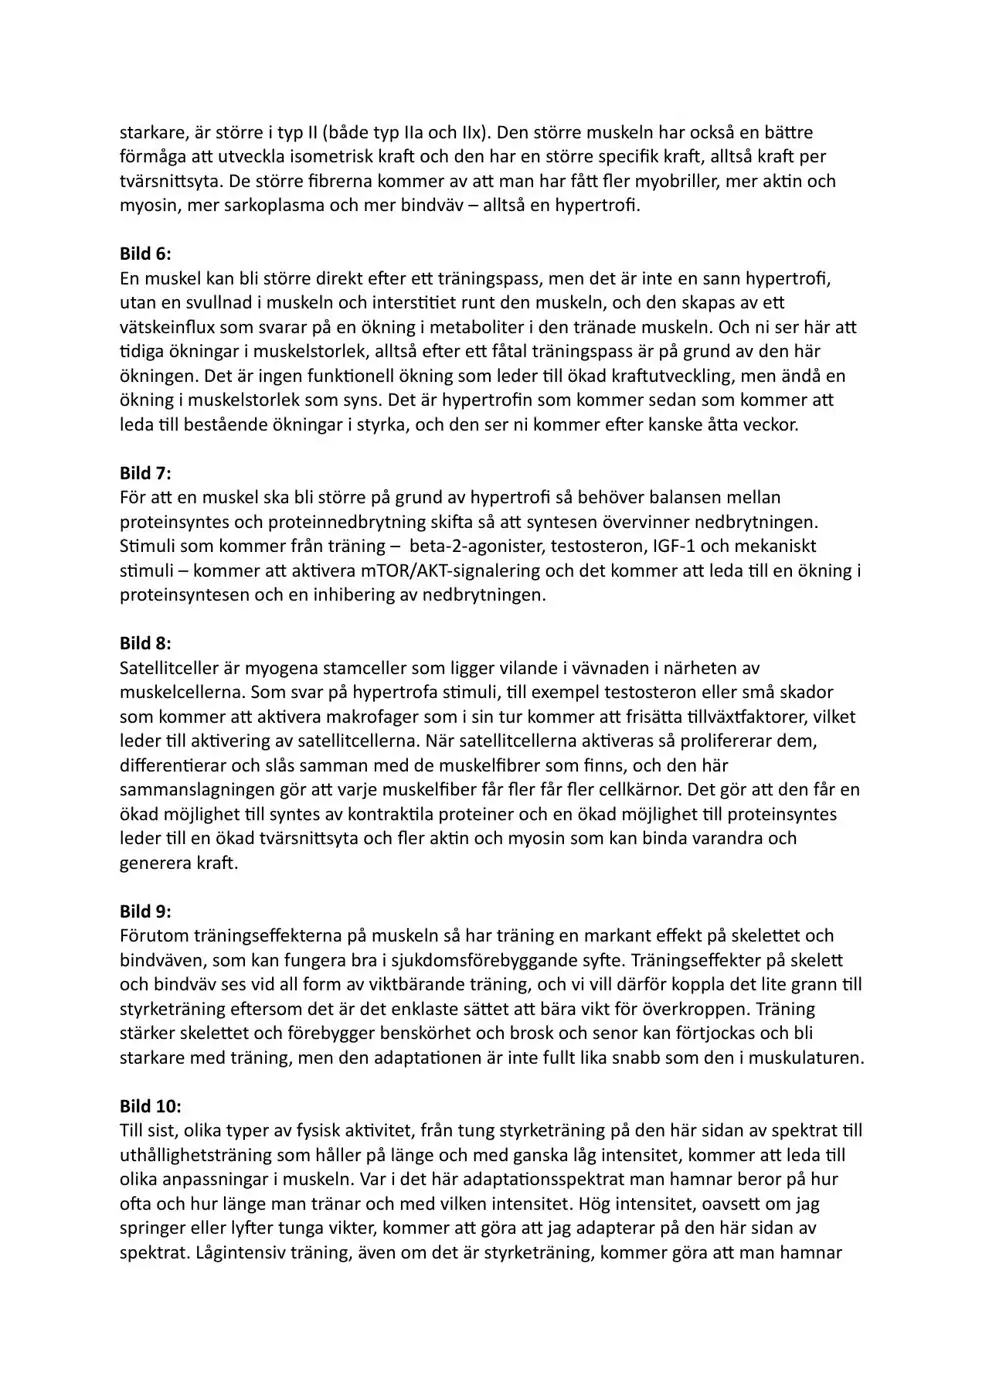 starkare, är större i typ II (både typ IIa och IIx). Den större muskeln har också en bättre
förmåga att utveckla isometrisk kraft och den har en större specifik kraft, alltså kraft per
tvärsnittsyta. De större fibrerna kommer av att man har fått fler myobriller, mer aktin och
myosin, mer sarkoplasma och mer bindväv – alltså en hypertrofi.
Bild 6:
En muskel kan bli större direkt efter ett träningspass, men det är inte en sann hypertrofi,
utan en svullnad i muskeln och interstitiet runt den muskeln, och den skapas av ett
vätskeinflux som svarar på en ökning i metaboliter i den tränade muskeln. Och ni ser här att
tidiga ökningar i muskelstorlek, alltså efter ett fåtal träningspass är på grund av den här
ökningen. Det är ingen funktionell ökning som leder till ökad kraftutveckling, men ändå en
ökning i muskelstorlek som syns. Det är hypertrofin som kommer sedan som kommer att
leda till bestående ökningar i styrka, och den ser ni kommer efter kanske åtta veckor.
Bild 7:
För att en muskel ska bli större på grund av hypertrofi så behöver balansen mellan
proteinsyntes och proteinnedbrytning skifta så att syntesen övervinner nedbrytningen.
Stimuli som kommer från träning –  beta-2-agonister, testosteron, IGF-1 och mekaniskt
stimuli – kommer att aktivera mTOR/AKT-signalering och det kommer att leda till en ökning i
proteinsyntesen och en inhibering av nedbrytningen.
Bild 8:
Satellitceller är myogena stamceller som ligger vilande i vävnaden i närheten av
muskelcellerna. Som svar på hypertrofa stimuli, till exempel testosteron eller små skador
som kommer att aktivera makrofager som i sin tur kommer att frisätta tillväxtfaktorer, vilket
leder till aktivering av satellitcellerna. När satellitcellerna aktiveras så prolifererar dem,
differentierar och slås samman med de muskelfibrer som finns, och den här
sammanslagningen gör att varje muskelfiber får fler får fler cellkärnor. Det gör att den får en
ökad möjlighet till syntes av kontraktila proteiner och en ökad möjlighet till proteinsyntes
leder till en ökad tvärsnittsyta och fler aktin och myosin som kan binda varandra och
generera kraft.
Bild 9:
Förutom träningseffekterna på muskeln så har träning en markant effekt på skelettet och
bindväven, som kan fungera bra i sjukdomsförebyggande syfte. Träningseffekter på skelett
och bindväv ses vid all form av viktbärande träning, och vi vill därför koppla det lite grann till
styrketräning eftersom det är det enklaste sättet att bära vikt för överkroppen. Träning
stärker skelettet och förebygger benskörhet och brosk och senor kan förtjockas och bli
starkare med träning, men den adaptationen är inte fullt lika snabb som den i muskulaturen.
Bild 10:
Till sist, olika typer av fysisk aktivitet, från tung styrketräning på den här sidan av spektrat till
uthållighetsträning som håller på länge och med ganska låg intensitet, kommer att leda till
olika anpassningar i muskeln. Var i det här adaptationsspektrat man hamnar beror på hur
ofta och hur länge man tränar och med vilken intensitet. Hög intensitet, oavsett om jag
springer eller lyfter tunga vikter, kommer att göra att jag adapterar på den här sidan av
spektrat. Lågintensiv träning, även om det är styrketräning, kommer göra att man hamnar